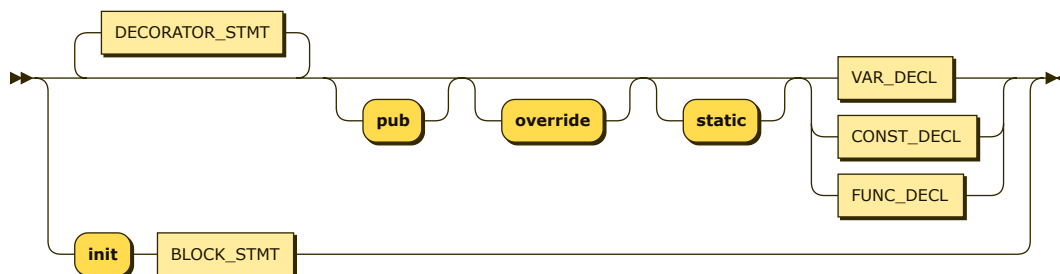 DECORATOR_STMT
VAR_DECL
pub override static
CONST_DECL
FUNC_DECL
init BLOCK_STMT